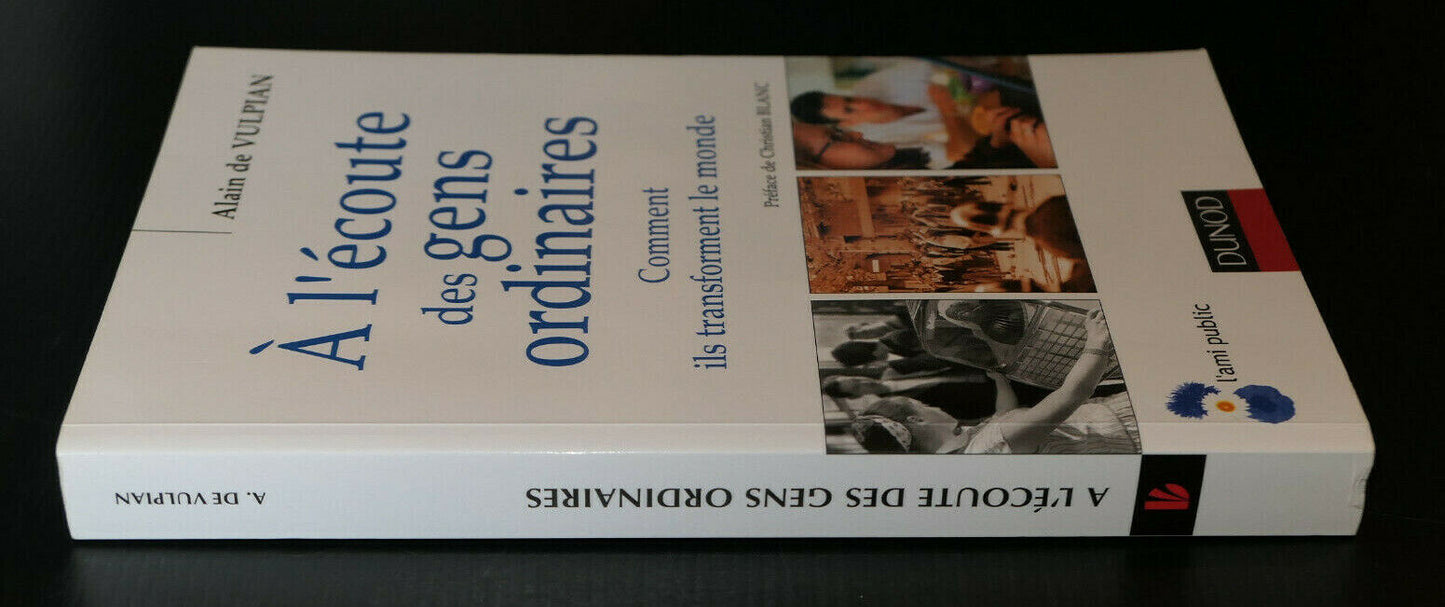 Alain de VULPIAN
À l'écoute
des gens
ordinaires
Comment
ils transforment le monde
Préface de Christian BLANC
DUNOD
l'ami public
A. DE VULPIAN
A L'ÉCOUTE DES GENS ORDINAIRES